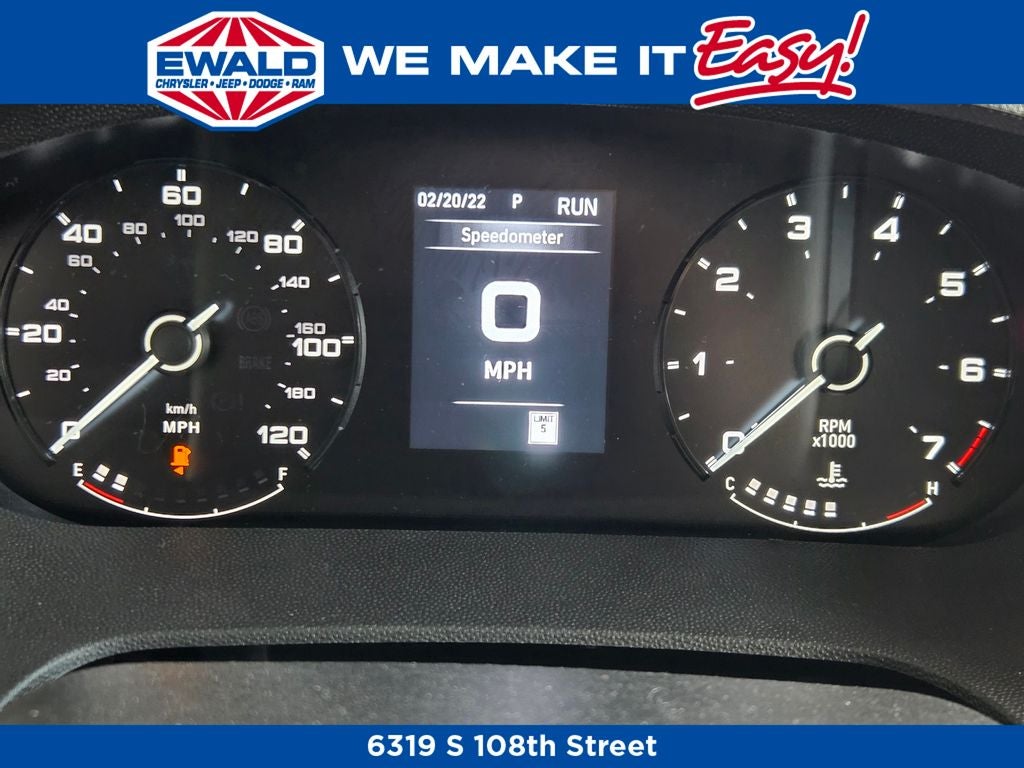 EWALD
CHRYSLER • JEEP • DODGE • RAM
WE MAKE IT Easy!
0 20 40 60 80 100 120
20 40 60 80 100 120 140 160 180
BRAKE
km/h
MPH
E F
02/20/22 P RUN
Speedometer
0
MPH
LIMIT
5
0 1 2 3 4 5 6 7
RPM
x1000
C H
6319 S 108th Street